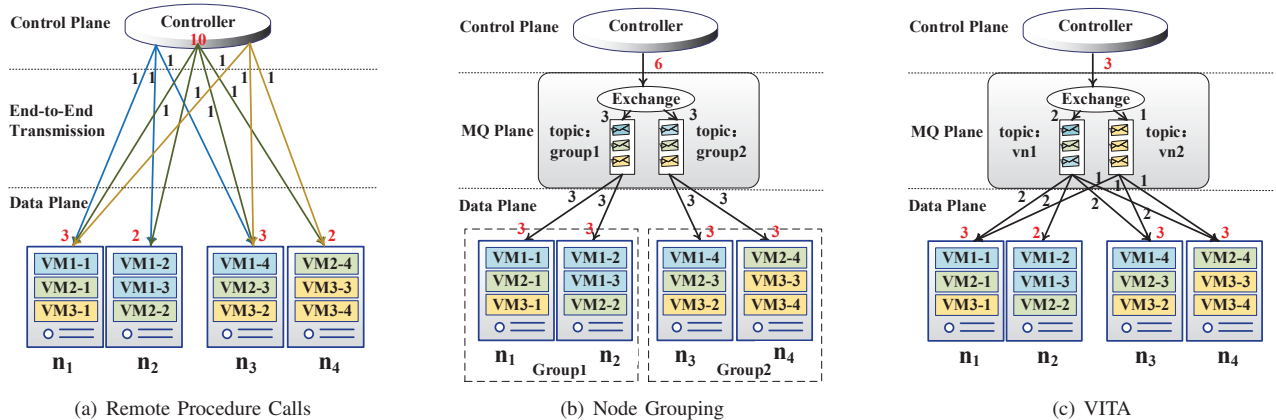 Control Plane
Controller
10
1 1 1 1 1 1
1 1 1 1
End-to-End
Transmission
Data Plane
3 2 3 2
VM1-1 VM1-2 VM1-4 VM2-4
VM2-1 VM1-3 VM2-3 VM3-3
VM3-1 VM2-2 VM3-2 VM3-4
n1 n2 n3 n4
(a) Remote Procedure Calls
Control Plane
Controller
6
Exchange
3 3
MQ Plane
topic:
group1
topic:
group2
3 3 3 3
Data Plane
3 3 3 3
VM1-1 VM1-2 VM1-4 VM2-4
VM2-1 VM1-3 VM2-3 VM3-3
VM3-1 VM2-2 VM3-2 VM3-4
n1 n2 n3 n4
Group1 Group2
(b) Node Grouping
Control Plane
Controller
3
Exchange
2 1
MQ Plane
topic:
vn1
topic:
vn2
1 1
2 2 2 1
Data Plane
3 2 3 3
VM1-1 VM1-2 VM1-4 VM2-4
VM2-1 VM1-3 VM2-3 VM3-3
VM3-1 VM2-2 VM3-2 VM3-4
n1 n2 n3 n4
(c) VITA